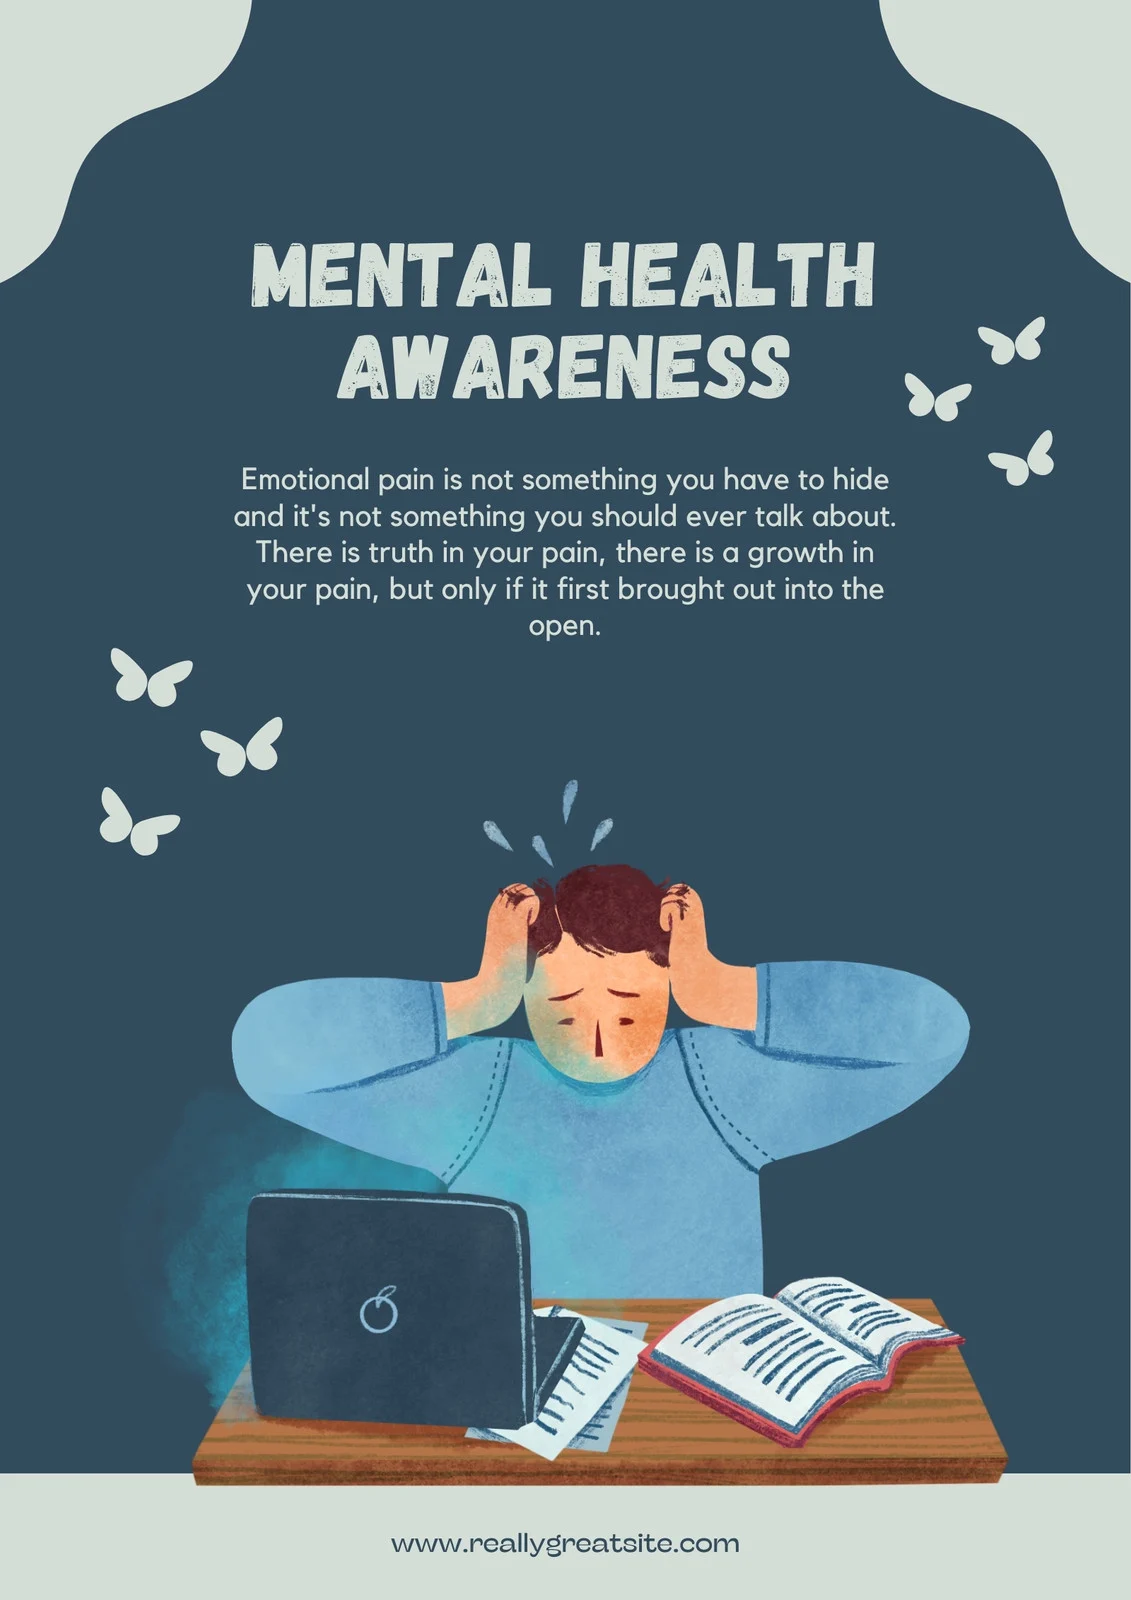 MENTAL HEALTH
AWARENESS
Emotional pain is not something you have to hide
and it's not something you should ever talk about.
There is truth in your pain, there is a growth in
your pain, but only if it first brought out into the
open.
www.reallygreatsite.com